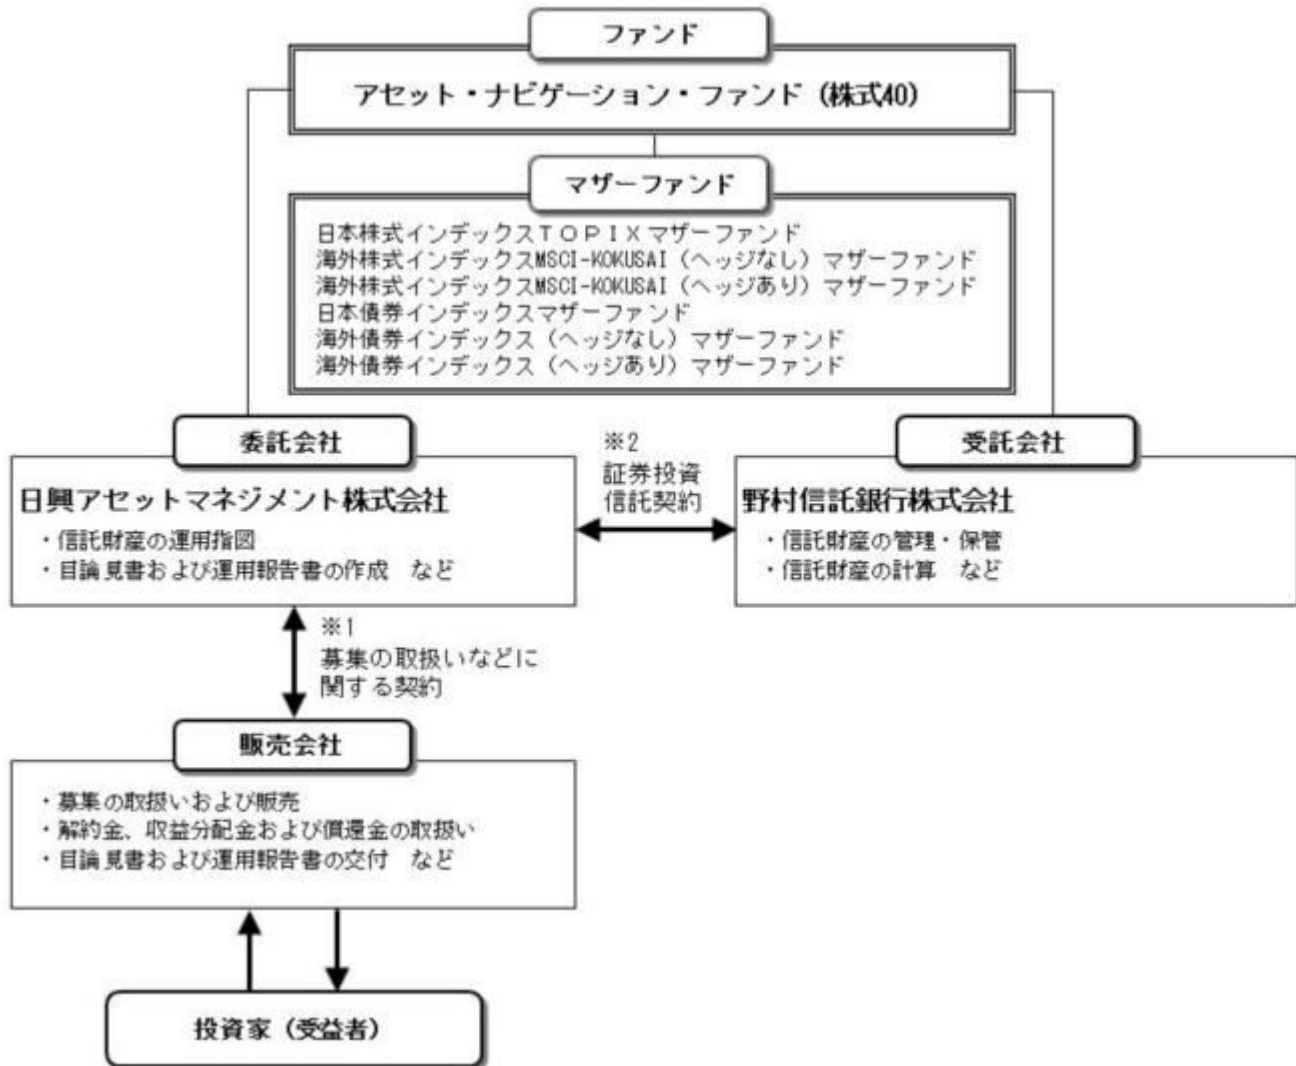 ファンド
アセット・ナビゲーション・ファンド（株式40）
マザーファンド
日本株式インデックスＴＯＰＩＸマザーファンド
海外株式インデックスMSCI-KOKUSAI（ヘッジなし）マザーファンド
海外株式インデックスMSCI-KOKUSAI（ヘッジあり）マザーファンド
日本債券インデックスマザーファンド
海外債券インデックス（ヘッジなし）マザーファンド
海外債券インデックス（ヘッジあり）マザーファンド
委託会社
日興アセットマネジメント株式会社
・信託財産の運用指図
・目論見書および運用報告書の作成　など
※2
証券投資
信託契約
受託会社
野村信託銀行株式会社
・信託財産の管理・保管
・信託財産の計算　など
※1
募集の取扱いなどに
関する契約
販売会社
・募集の取扱いおよび販売
・解約金、収益分配金および償還金の取扱い
・目論見書および運用報告書の交付　など
投資家（受益者）